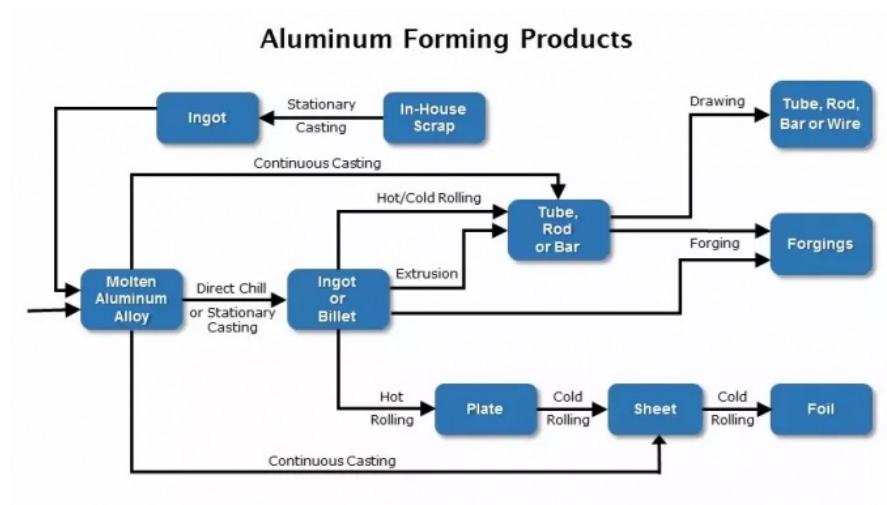 Aluminum Forming Products
Ingot
Stationary
Casting
In-House
Scrap
Drawing
Tube, Rod,
Bar or Wire
Continuous Casting
Hot/Cold Rolling
Tube,
Rod
or Bar
Extrusion
Forging
Forgings
Molten
Aluminum
Alloy
Direct Chill
or Stationary
Casting
Ingot
or
Billet
Hot
Rolling
Plate
Cold
Rolling
Sheet
Cold
Rolling
Foil
Continuous Casting